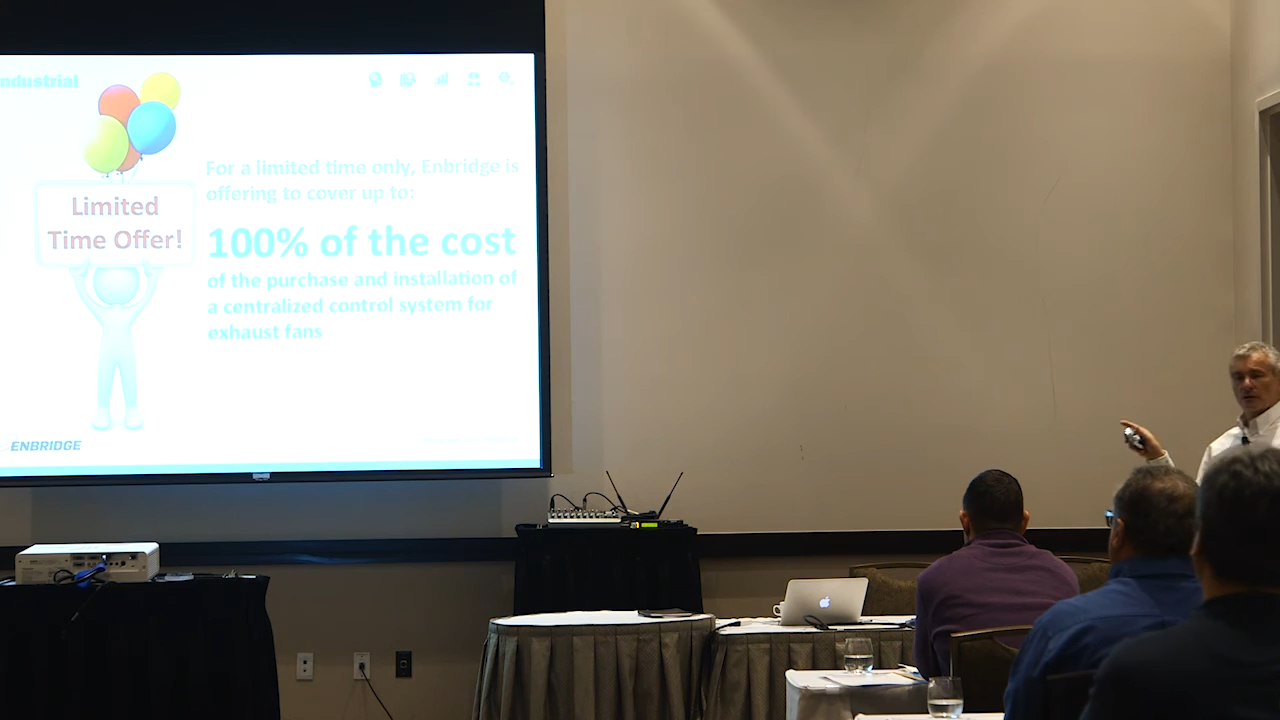 ndustrial
For a limited time only, Enbridge is
offering to cover up to:
Limited
Time Offer!
100% of the cost
of the purchase and installation of
a centralized control system for
exhaust fans
ENBRIDGE